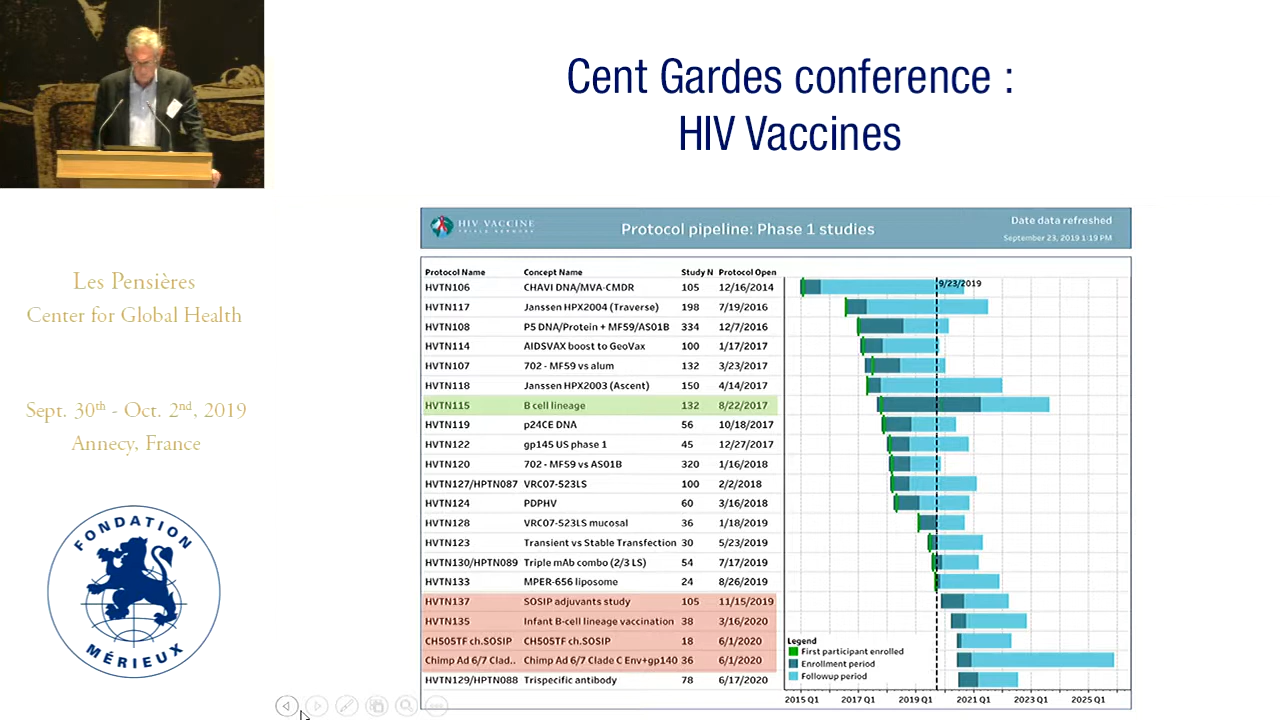 Cent Gardes conference :
HIV Vaccines
Les Pensières
Center for Global Health
Sept. 30th - Oct. 2nd, 2019
Annecy, France
FONDATION
MÉRIEUX
HIV VACCINE
TRIALS NETWORK
Protocol pipeline: Phase 1 studies
Date data refreshed
September 23, 2019 1:19 PM
Protocol Name Concept Name Study N Protocol Open
9/23/2019
HVTN106 CHAVI DNA/MVA-CMDR 105 12/16/2014
HVTN117 Janssen HPX2004 (Traverse) 198 7/19/2016
HVTN108 P5 DNA/Protein + MF59/AS01B 334 12/7/2016
HVTN114 AIDSVAX boost to GeoVax 100 1/17/2017
HVTN107 702 - MF59 vs alum 132 3/23/2017
HVTN118 Janssen HPX2003 (Ascent) 150 4/14/2017
HVTN115 B cell lineage 132 8/22/2017
HVTN119 p24CE DNA 56 10/18/2017
HVTN122 gp145 US phase 1 45 12/27/2017
HVTN120 702 - MF59 vs AS01B 320 1/16/2018
HVTN127/HPTN087 VRC07-523LS 100 2/2/2018
HVTN124 PDPHV 60 3/16/2018
HVTN128 VRC07-523LS mucosal 36 1/18/2019
HVTN123 Transient vs Stable Transfection 30 5/23/2019
HVTN130/HPTN089 Triple mAb combo (2/3 LS) 54 7/17/2019
HVTN133 MPER-656 liposome 24 8/26/2019
HVTN137 SOSIP adjuvants study 105 11/15/2019
HVTN135 Infant B-cell lineage vaccination 38 3/16/2020
CH505TF ch.SOSIP CH505TF ch.SOSIP 18 6/1/2020
Chimp Ad 6/7 Clad.. Chimp Ad 6/7 Clade C Env+gp140 36 6/1/2020
HVTN129/HPTN088 Trispecific antibody 78 6/17/2020
Legend
First participant enrolled
Enrollment period
Followup period
2015 Q1 2017 Q1 2019 Q1 2021 Q1 2023 Q1 2025 Q1